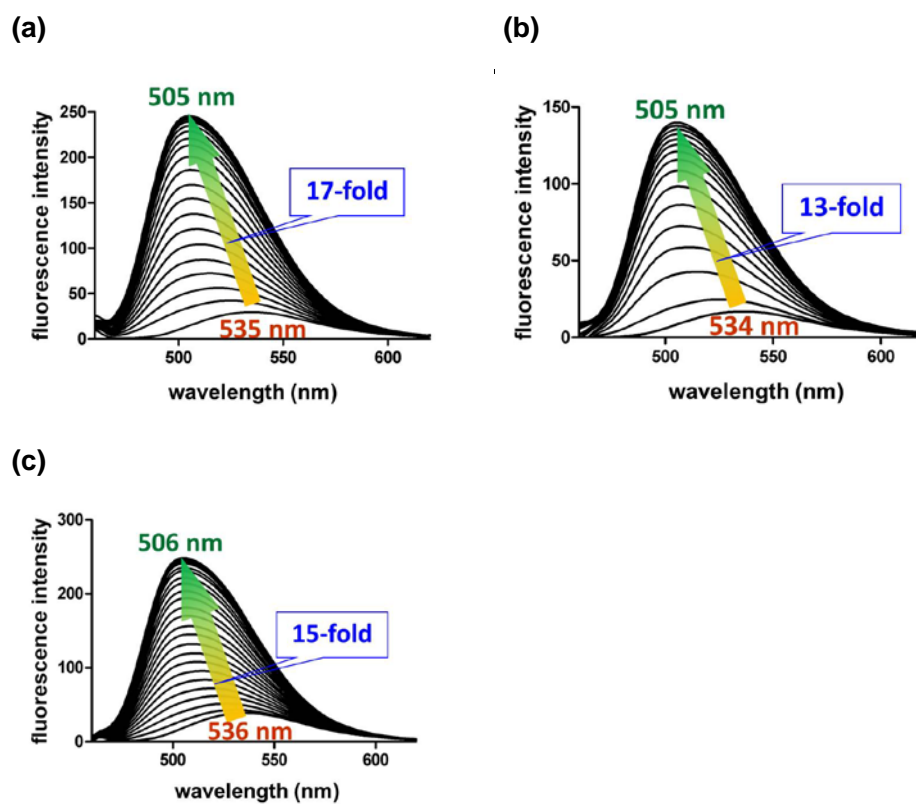 (a)
505 nm
250
200
150
100
50
0
fluorescence intensity
17-fold
535 nm
500
550
600
wavelength (nm)
(b)
505 nm
150
100
50
0
fluorescence intensity
13-fold
534 nm
500
550
600
wavelength (nm)
(c)
506 nm
300
200
100
0
fluorescence intensity
15-fold
536 nm
500
550
600
wavelength (nm)